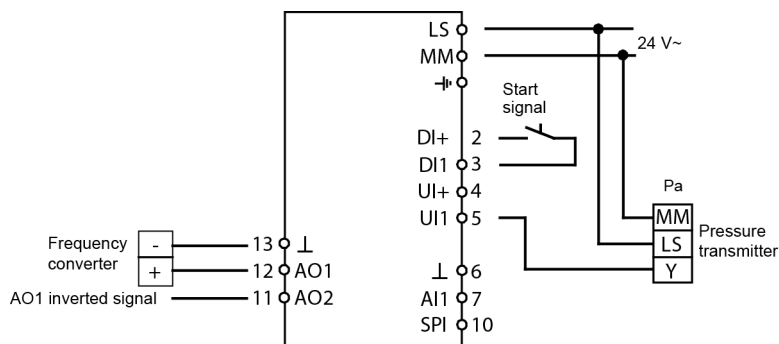 LS
24 V~
MM
Start
signal
DI+ 2
DI1 3
UI+ 4
UI1 5
Pa
MM
LS
Y
Pressure
transmitter
Frequency
converter
-
+
13 ⊥
12 AO1
AO1 inverted signal
11 AO2
⊥ 6
AI1 7
SPI 10